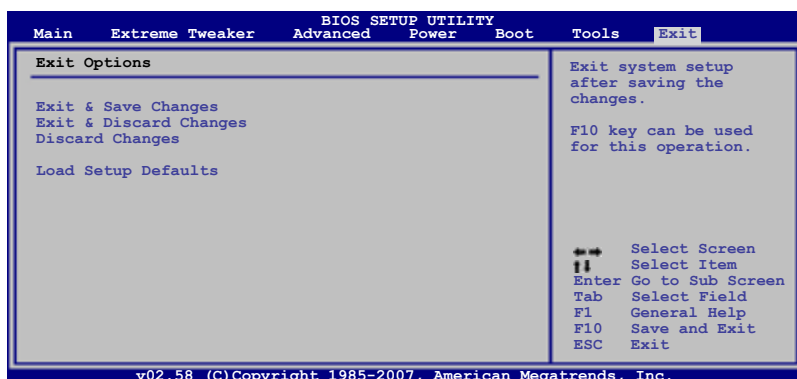 BIOS SETUP UTILITY
Main Extreme Tweaker Advanced Power Boot Tools Exit
Exit Options
Exit & Save Changes
Exit & Discard Changes
Discard Changes
Load Setup Defaults
Exit system setup
after saving the
changes.
F10 key can be used
for this operation.
←→ Select Screen
↑↓ Select Item
Enter Go to Sub Screen
Tab Select Field
F1 General Help
F10 Save and Exit
ESC Exit
v02.58 (C)Copyright 1985-2007, American Megatrends, Inc.